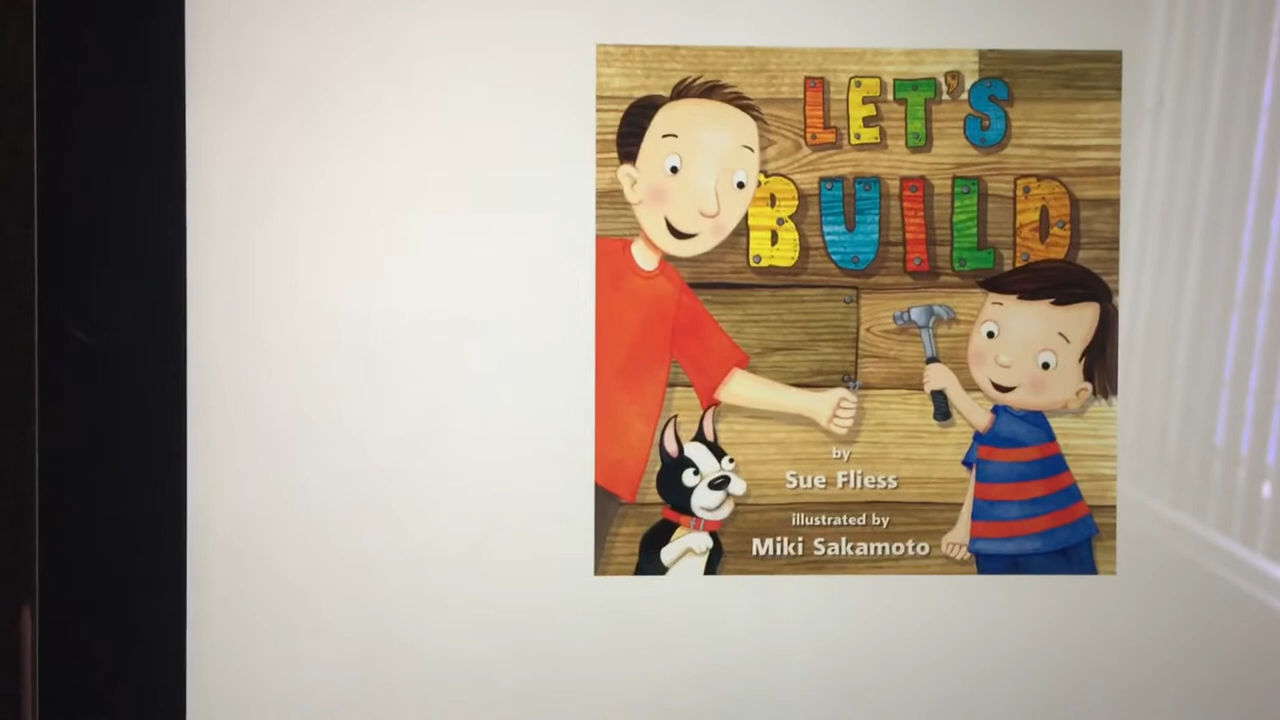 LET'S
BUILD
by
Sue Fliess
illustrated by
Miki Sakamoto